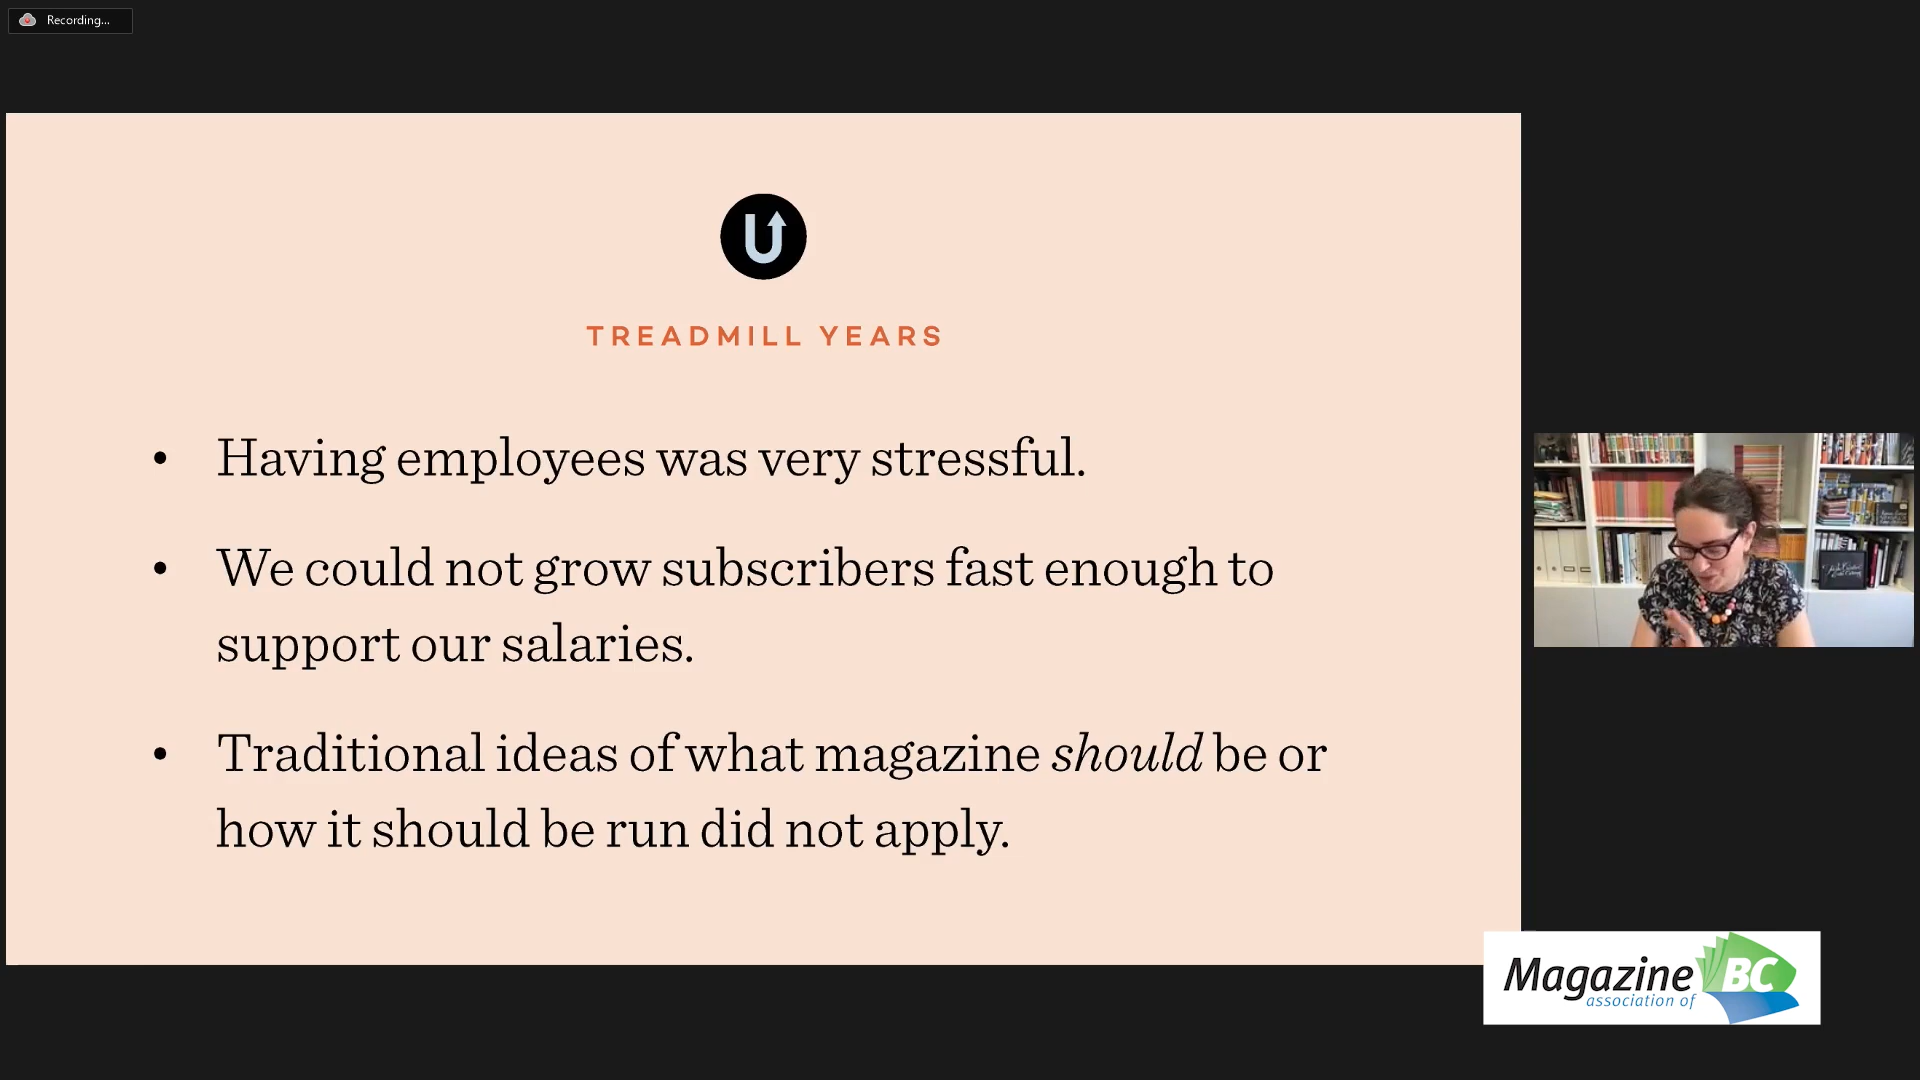 Recording...
U
TREADMILL YEARS
• Having employees was very stressful.
• We could not grow subscribers fast enough to
support our salaries.
• Traditional ideas of what magazine should be or
how it should be run did not apply.
Magazine BC
association of